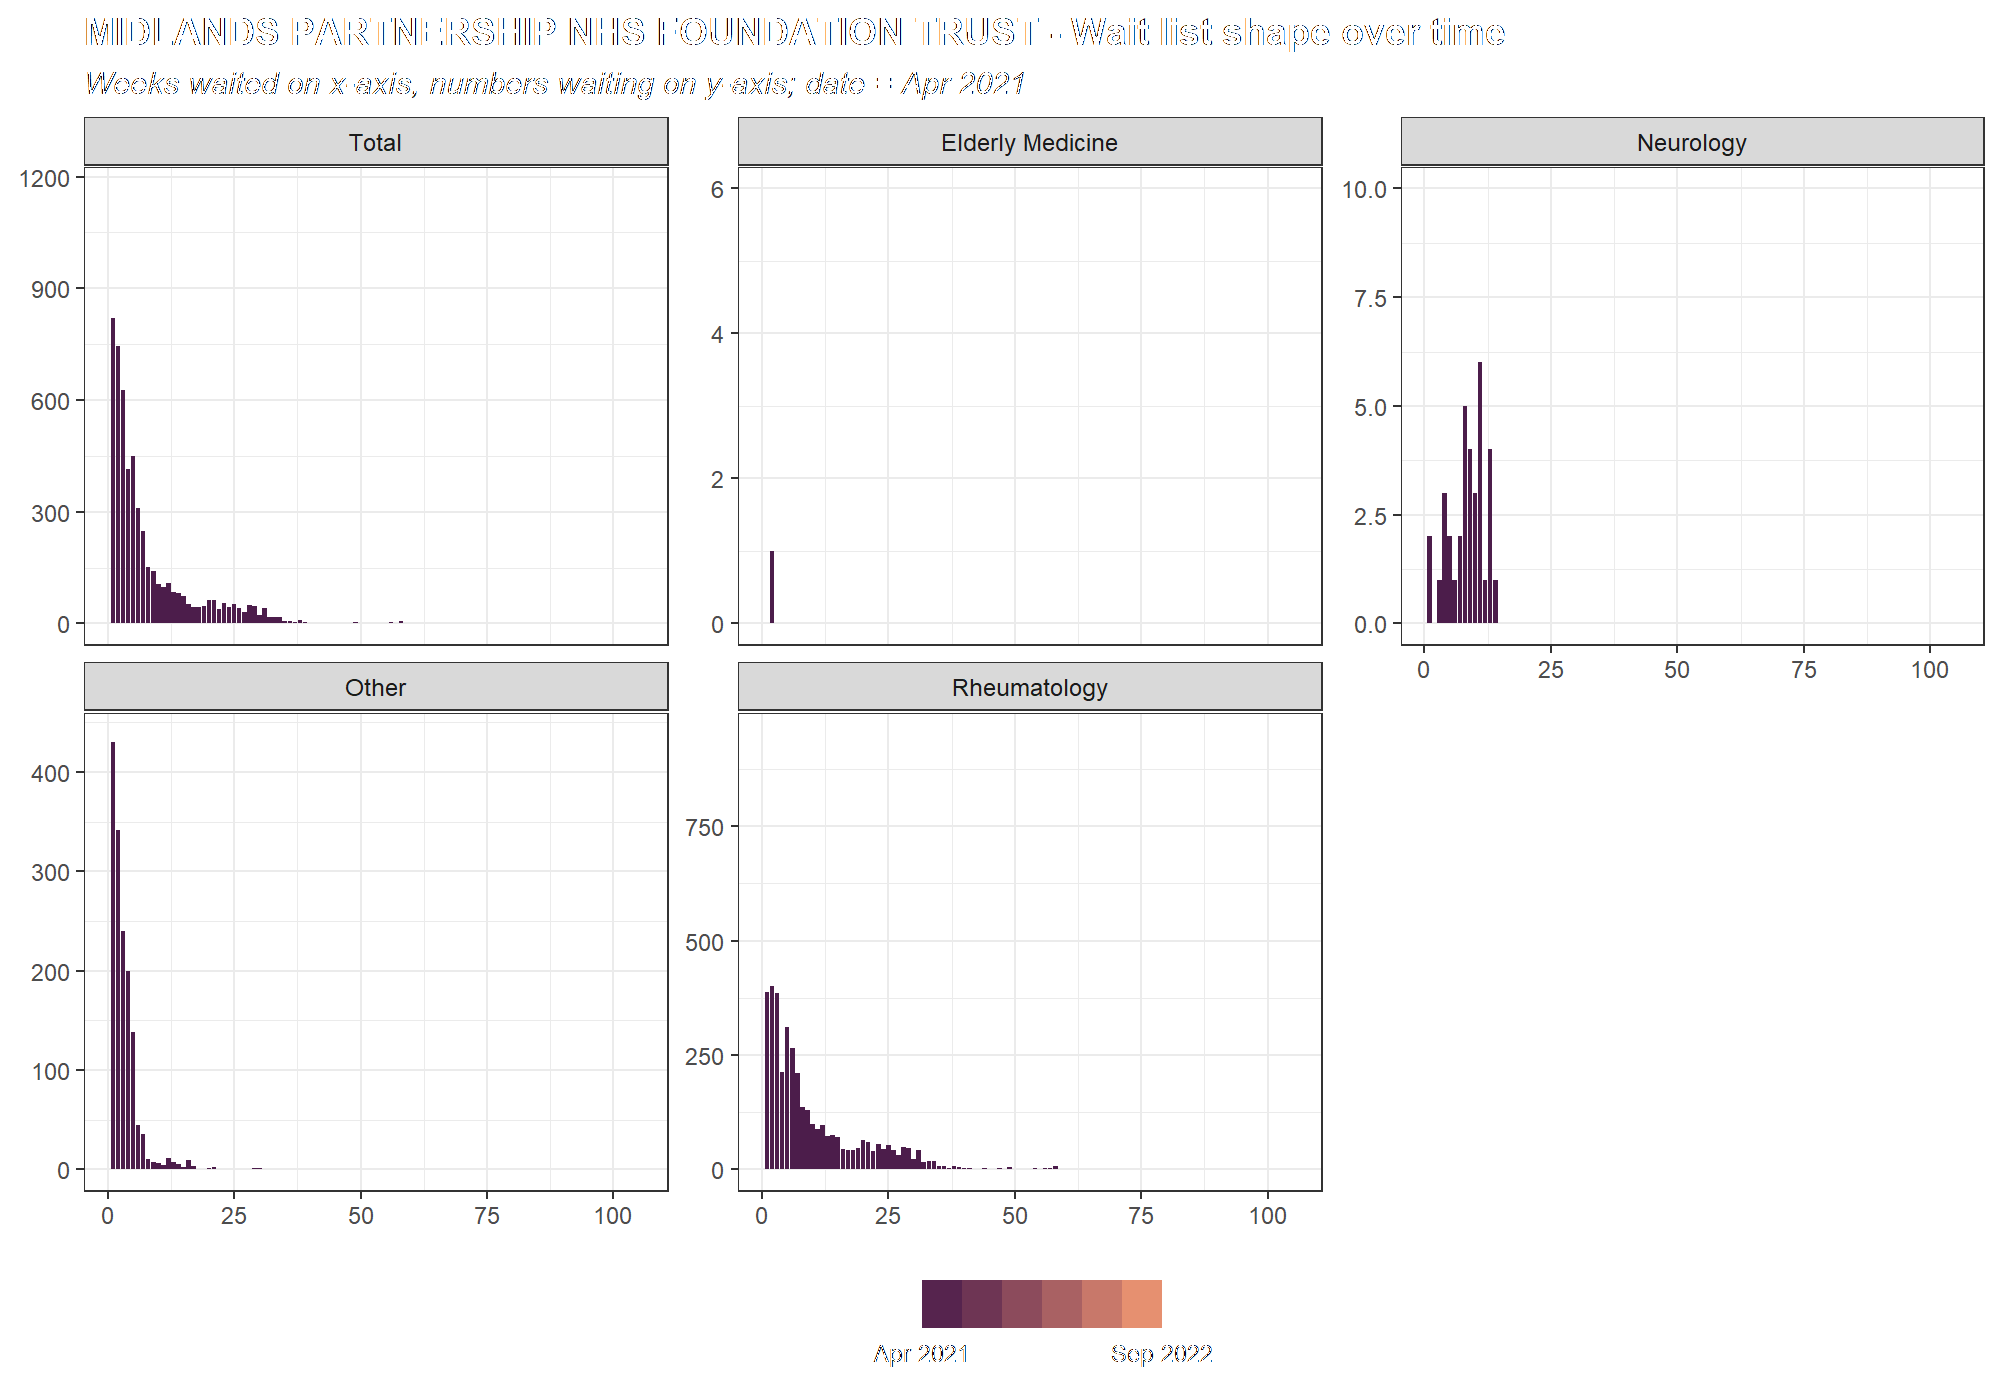 MIDLANDS PARTNERSHIP NHS FOUNDATION TRUST - Wait list shape over time
Weeks waited on x-axis, numbers waiting on y-axis; date = Apr 2021
Total
1200
900
600
300
0
Elderly Medicine
6
4
2
0
Neurology
10.0
7.5
5.0
2.5
0.0
0 25 50 75 100
Other
400
300
200
100
0
0 25 50 75 100
Rheumatology
750
500
250
0
0 25 50 75 100
Apr 2021 Sep 2022